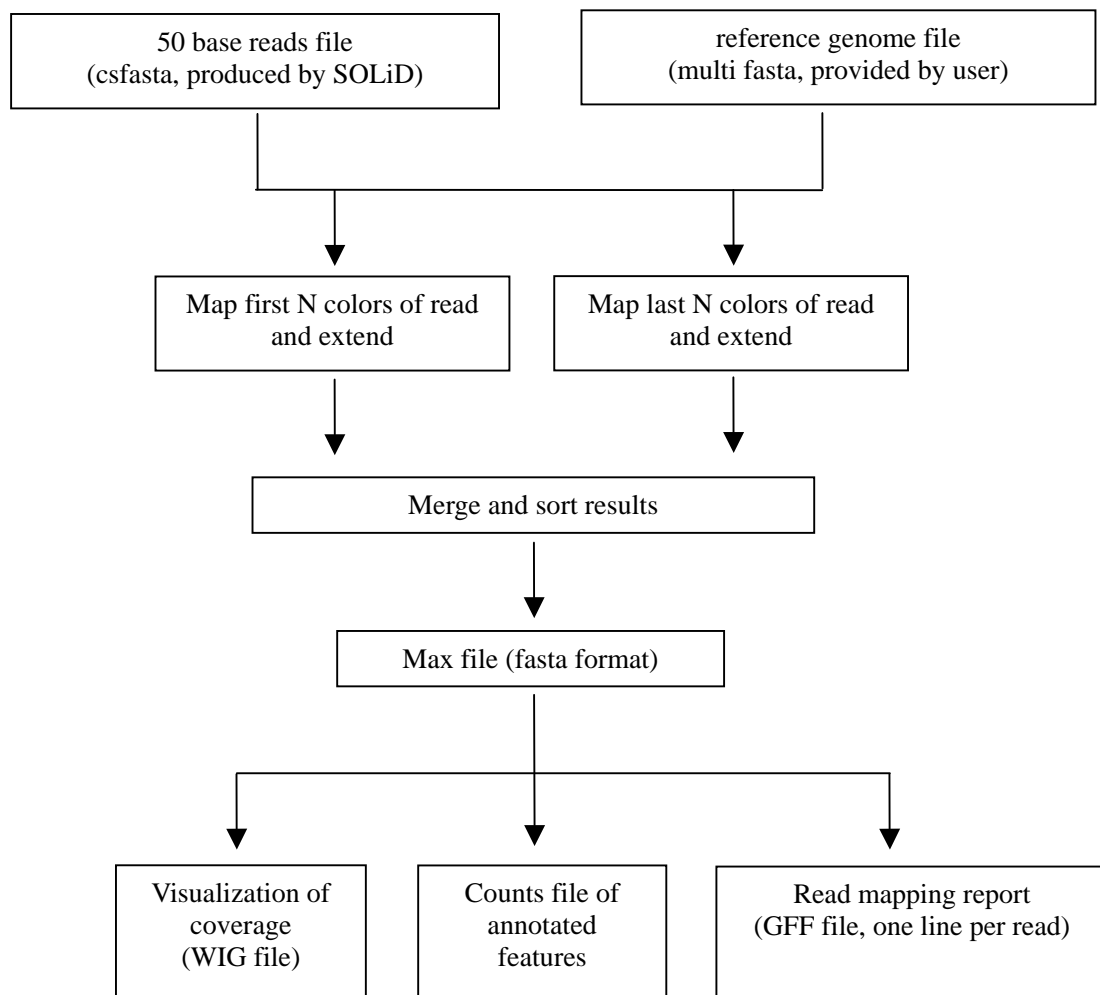 50 base reads file
(csfasta, produced by SOLiD)
reference genome file
(multi fasta, provided by user)
Map first N colors of read
and extend
Map last N colors of read
and extend
Merge and sort results
Max file (fasta format)
Visualization of
coverage
(WIG file)
Counts file of
annotated
features
Read mapping report
(GFF file, one line per read)